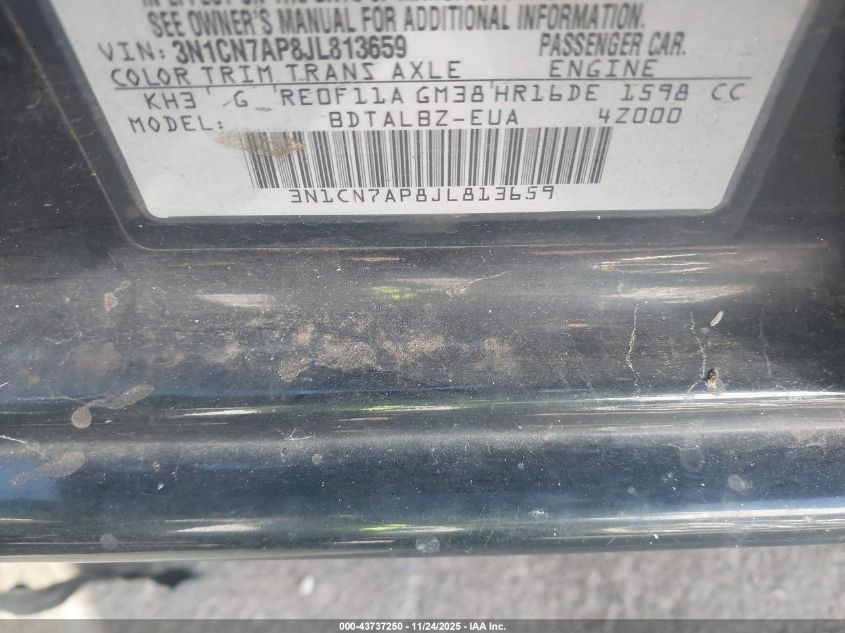 SEE OWNER'S MANUAL FOR ADDITIONAL INFORMATION.
VIN: 3N1CN7AP8JL813659 PASSENGER CAR
COLOR TRIM TRANS AXLE ENGINE
KH3 G RE0F11A GM38 HR16DE 1598 CC
MODEL: BDTALBZ-EUA 4Z000
3N1CN7AP8JL813659
000-43737250 - 11/24/2025 - IAA Inc.